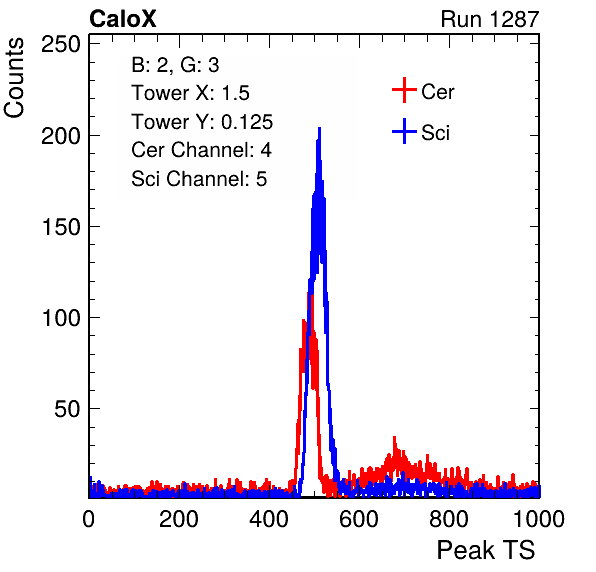 CaloX Run 1287
Counts
250
200
150
100
50
B: 2, G: 3
Tower X: 1.5
Tower Y: 0.125
Cer Channel: 4
Sci Channel: 5
Cer
Sci
0 200 400 600 800 1000
Peak TS